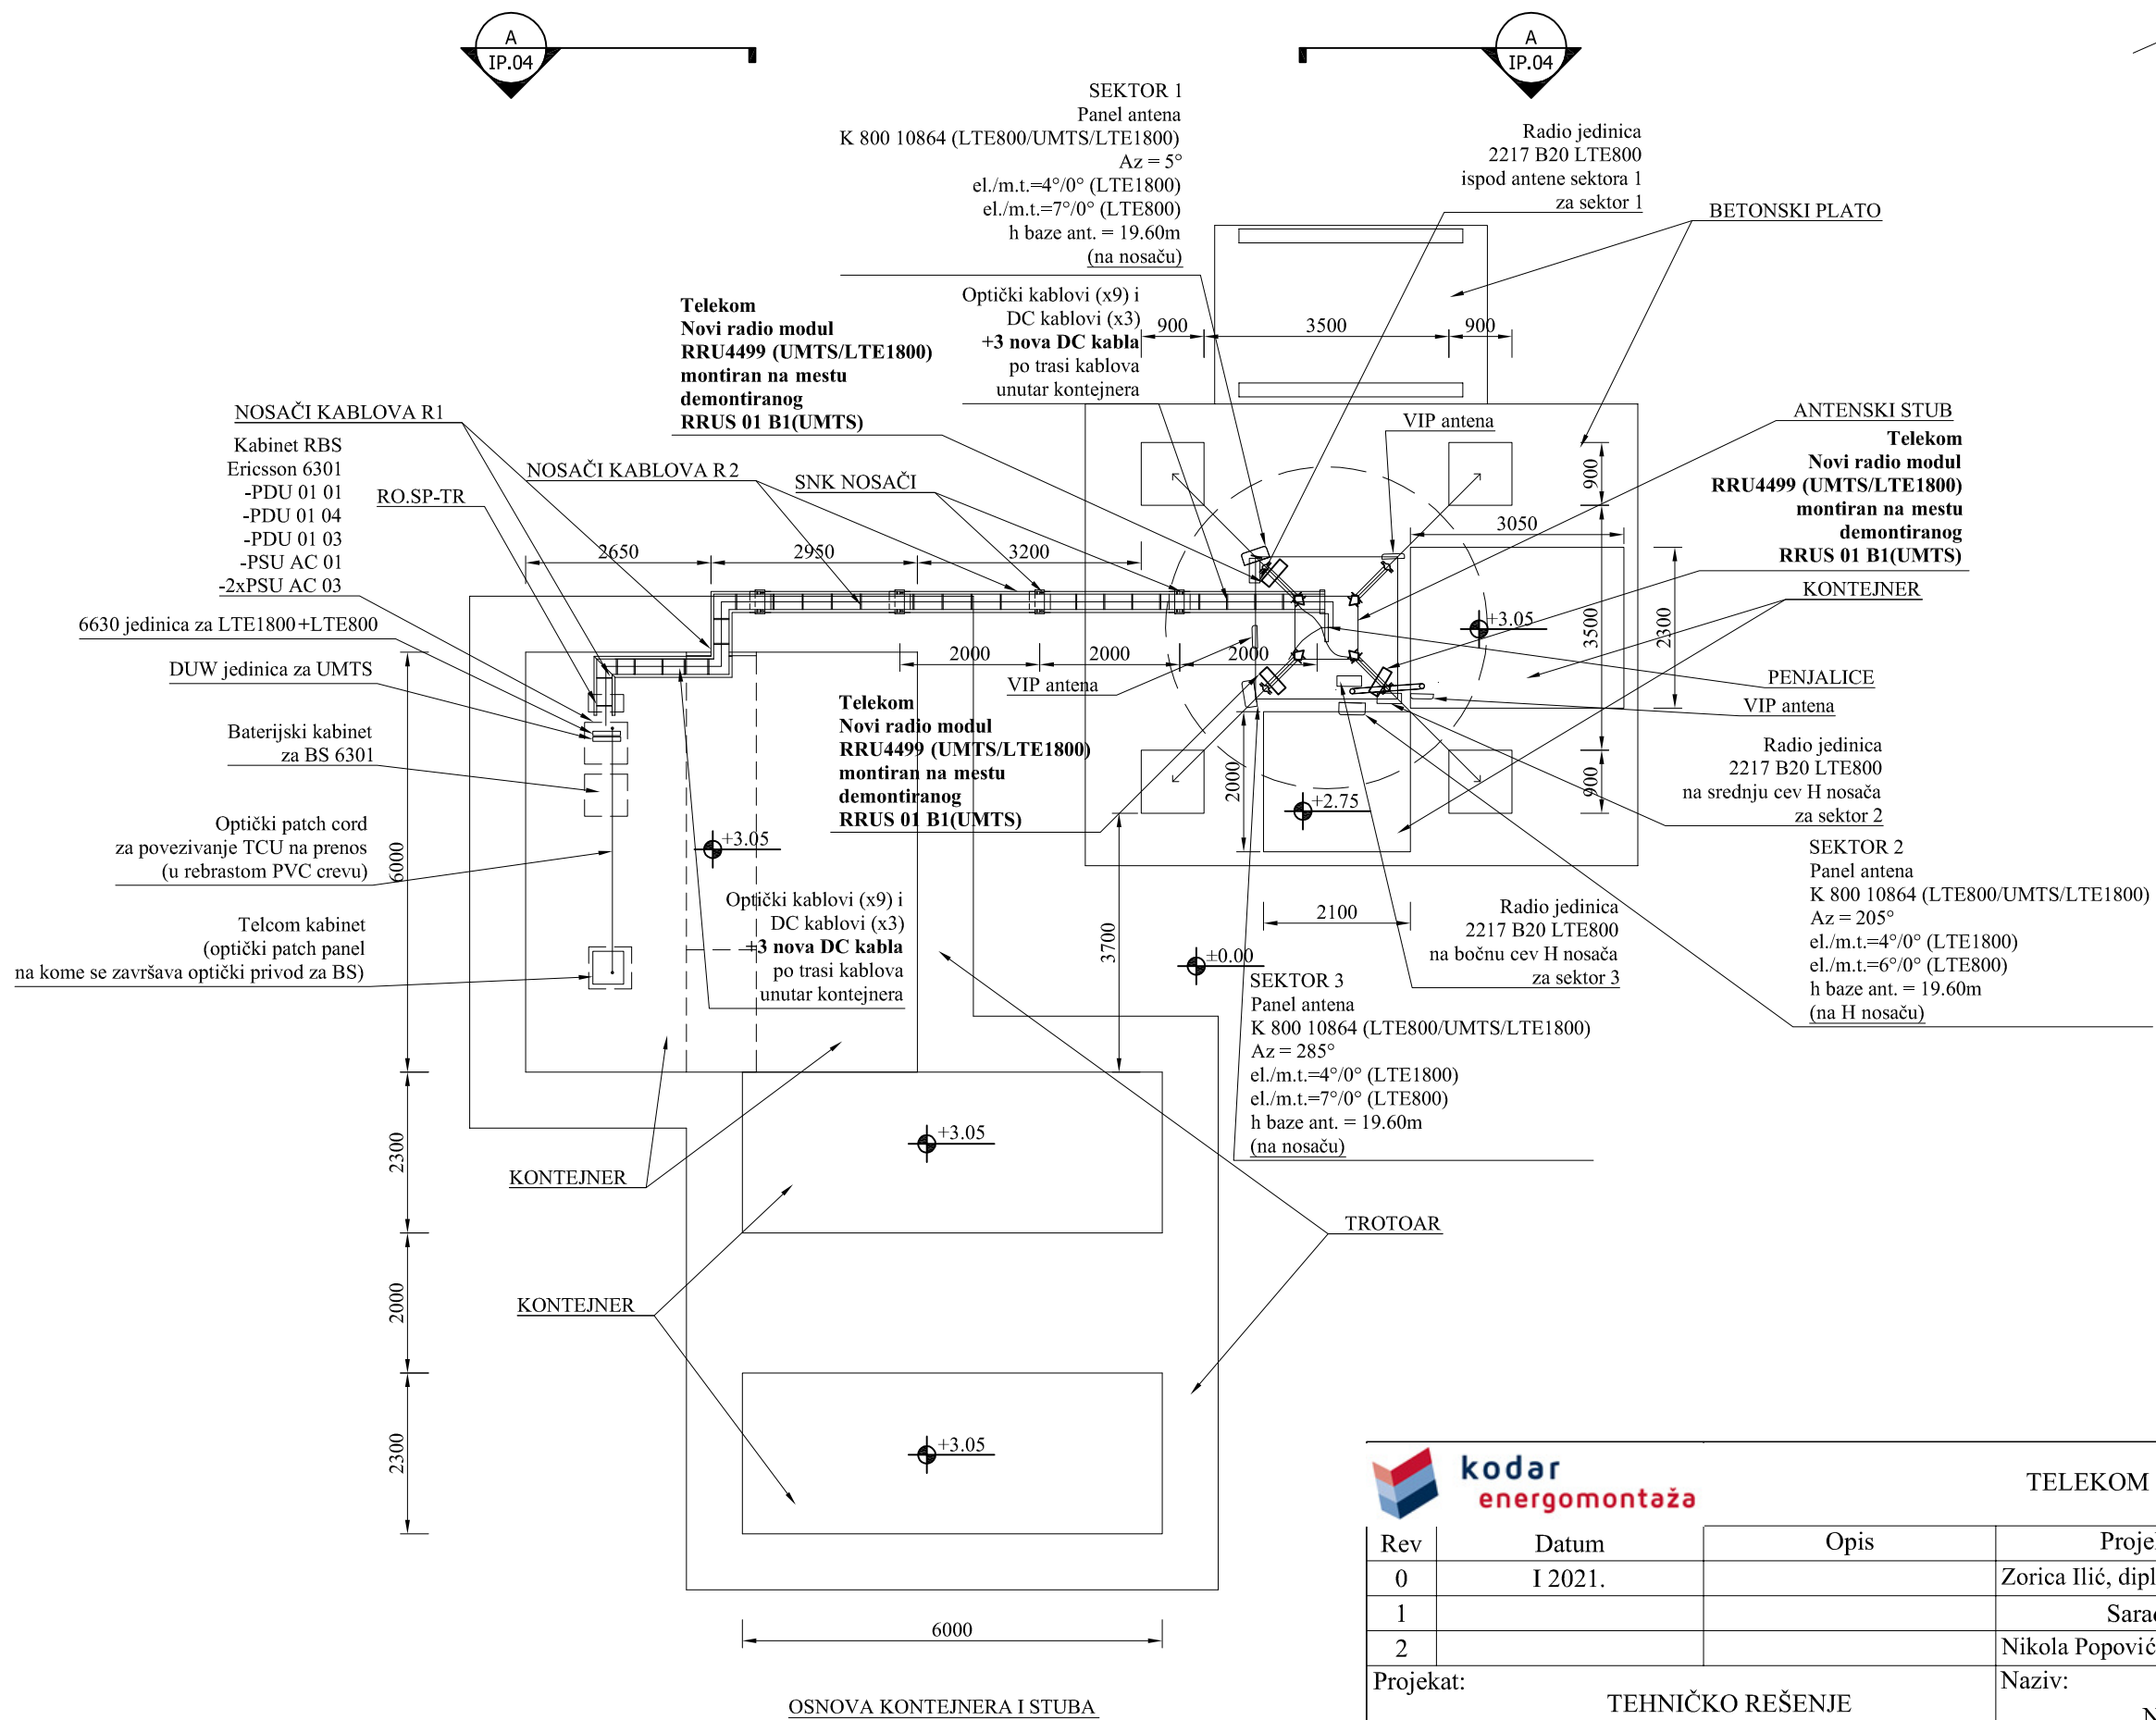 A
IP.04
A
IP.04
SEKTOR 1
Panel antena
K 800 10864 (LTE800/UMTS/LTE1800)
Az = 5°
el./m.t.=4°/0° (LTE1800)
el./m.t.=7°/0° (LTE800)
h baze ant. = 19.60m
(na nosaču)
Radio jedinica
2217 B20 LTE800
ispod antene sektora 1
za sektor 1
BETONSKI PLATO
Telekom
Novi radio modul
RRU4499 (UMTS/LTE1800)
montiran na mestu
demontiranog
RRUS 01 B1(UMTS)
Optički kablovi (x9) i
DC kablovi (x3)
+3 nova DC kabla
po trasi kablova
unutar kontejnera
900
3500
900
NOSAČI KABLOVA R1
Kabinet RBS
Ericsson 6301
-PDU 01 01
-PDU 01 04
-PDU 01 03
-PSU AC 01
-2xPSU AC 03
RO.SP-TR
NOSAČI KABLOVA R2
SNK NOSAČI
VIP antena
ANTENSKI STUB
Telekom
Novi radio modul
RRU4499 (UMTS/LTE1800)
montiran na mestu
demontiranog
RRUS 01 B1(UMTS)
900
3050
2650
2950
3200
KONTEJNER
6630 jedinica za LTE1800+LTE800
DUW jedinica za UMTS
+3.05
3500
2300
2000
2000
2000
VIP antena
PENJALICE
VIP antena
Baterijski kabinet
za BS 6301
Telekom
Novi radio modul
RRU4499 (UMTS/LTE1800)
montiran na mestu
demontiranog
RRUS 01 B1(UMTS)
Radio jedinica
2217 B20 LTE800
na srednju cev H nosača
za sektor 2
2000
900
+2.75
Optički patch cord
za povezivanje TCU na prenos
(u rebrastom PVC crevu)
6000
+3.05
SEKTOR 2
Panel antena
K 800 10864 (LTE800/UMTS/LTE1800)
Az = 205°
el./m.t.=4°/0° (LTE1800)
el./m.t.=6°/0° (LTE800)
h baze ant. = 19.60m
(na H nosaču)
Telcom kabinet
(optički patch panel
na kome se završava optički privod za BS)
Optički kablovi (x9) i
DC kablovi (x3)
+3 nova DC kabla
po trasi kablova
unutar kontejnera
3700
2100
Radio jedinica
2217 B20 LTE800
na bočnu cev H nosača
za sektor 3
±0.00
SEKTOR 3
Panel antena
K 800 10864 (LTE800/UMTS/LTE1800)
Az = 285°
el./m.t.=4°/0° (LTE1800)
el./m.t.=7°/0° (LTE800)
h baze ant. = 19.60m
(na nosaču)
2300
+3.05
KONTEJNER
TROTOAR
2000
KONTEJNER
2300
+3.05
6000
OSNOVA KONTEJNERA I STUBA
kodar
energomontaža
TELEKOM
Rev
Datum
Opis
Proje
0
I 2021.
Zorica Ilić, dipl
1
Sara
2
Nikola Popović
Projekat:
TEHNIČKO REŠENJE
Naziv:
N